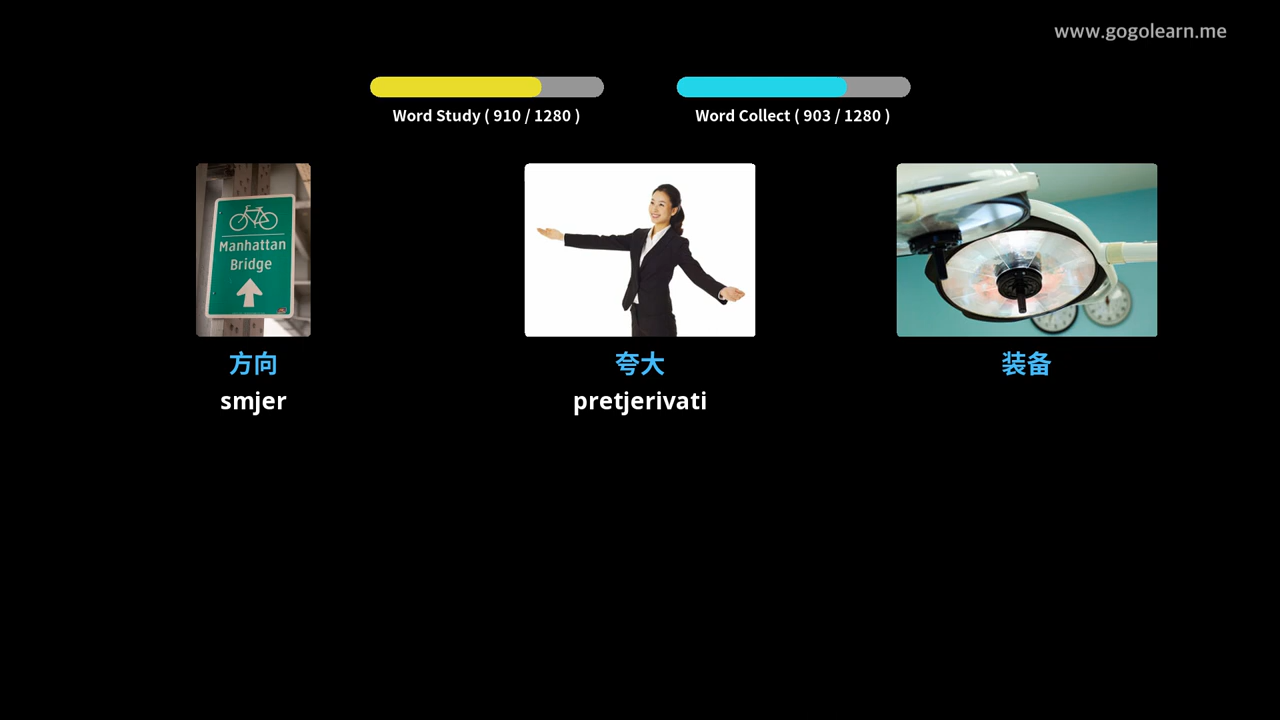 www.gogolearn.me
Word Study ( 910 / 1280 )
Word Collect ( 903 / 1280 )
Manhattan
Bridge
方向
夸大
装备
smjer
pretjerivati